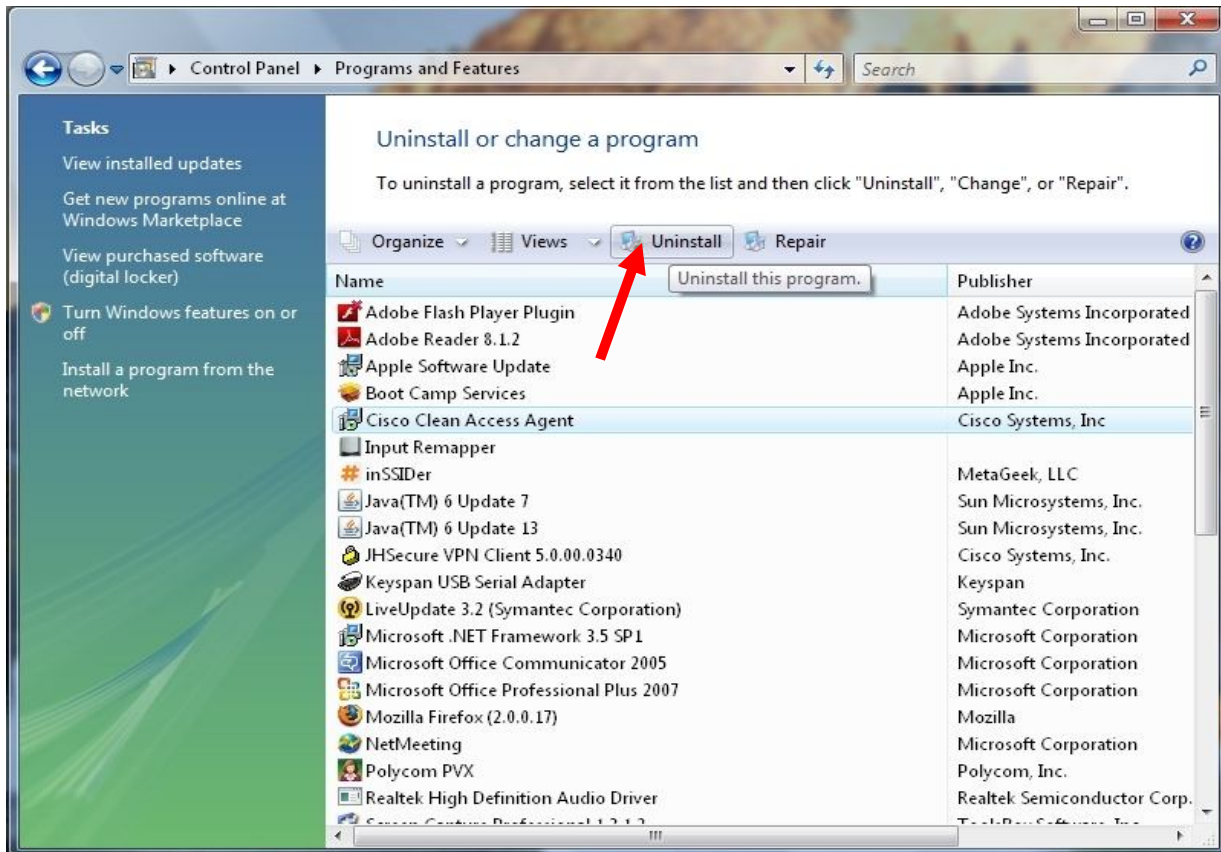 Control Panel Programs and Features
Search
Tasks
View installed updates
Get new programs online at
Windows Marketplace
View purchased software
(digital locker)
Turn Windows features on or
off
Install a program from the
network
Uninstall or change a program
To uninstall a program, select it from the list and then click "Uninstall", "Change", or "Repair".
Organize Views Uninstall Repair
Uninstall this program.
Name Publisher
Adobe Flash Player Plugin Adobe Systems Incorporated
Adobe Reader 8.1.2 Adobe Systems Incorporated
Apple Software Update Apple Inc.
Boot Camp Services Apple Inc.
Cisco Clean Access Agent Cisco Systems, Inc
Input Remapper
inSSIDer MetaGeek, LLC
Java(TM) 6 Update 7 Sun Microsystems, Inc.
Java(TM) 6 Update 13 Sun Microsystems, Inc.
JHSecure VPN Client 5.0.00.0340 Cisco Systems, Inc.
Keyspan USB Serial Adapter Keyspan
LiveUpdate 3.2 (Symantec Corporation) Symantec Corporation
Microsoft .NET Framework 3.5 SP1 Microsoft Corporation
Microsoft Office Communicator 2005 Microsoft Corporation
Microsoft Office Professional Plus 2007 Microsoft Corporation
Mozilla Firefox (2.0.0.17) Mozilla
NetMeeting Microsoft Corporation
Polycom PVX Polycom, Inc.
Realtek High Definition Audio Driver Realtek Semiconductor Corp.